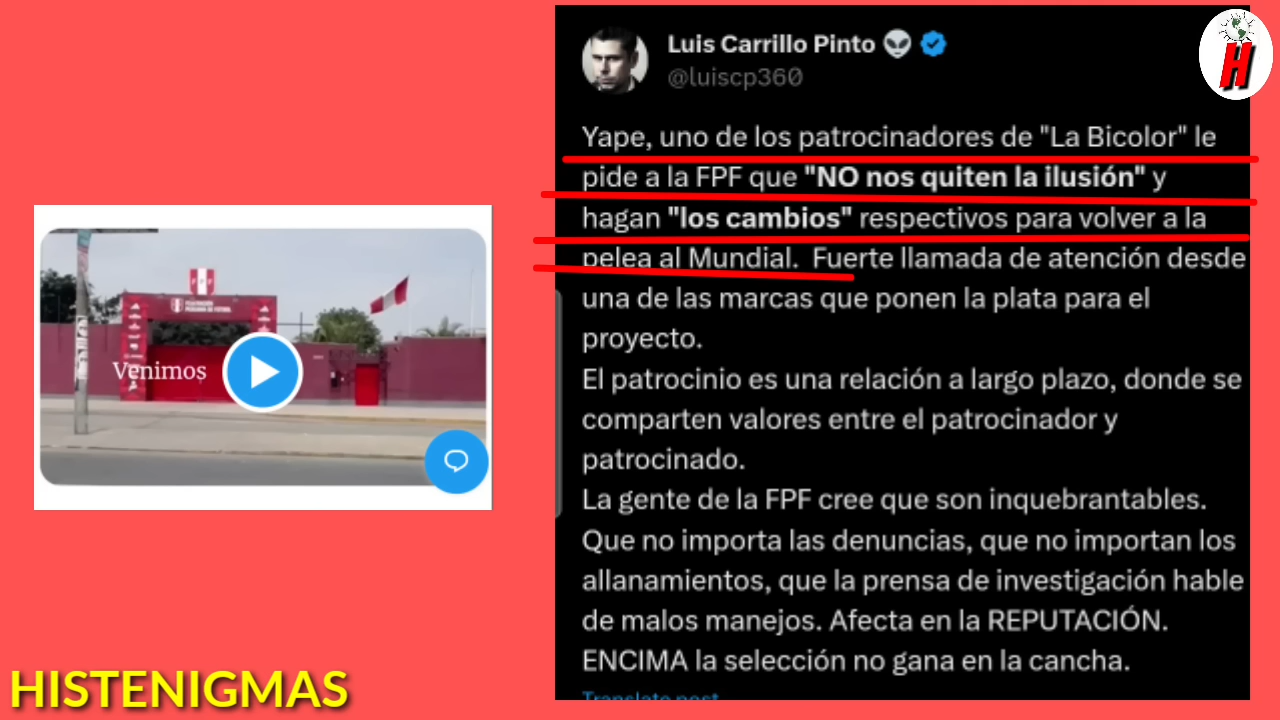 Luis Carrillo Pinto
@luiscp360
Yape, uno de los patrocinadores de "La Bicolor" le
pide a la FPF que "NO nos quiten la ilusión" y
hagan "los cambios" respectivos para volver a la
pelea al Mundial. Fuerte llamada de atención desde
una de las marcas que ponen la plata para el
proyecto.
El patrocinio es una relación a largo plazo, donde se
comparten valores entre el patrocinador y
patrocinado.
La gente de la FPF cree que son inquebrantables.
Que no importa las denuncias, que no importan los
allanamientos, que la prensa de investigación hable
de malos manejos. Afecta en la REPUTACIÓN.
ENCIMA la selección no gana en la cancha.
Translate post
H
FPF
FEDERACIÓN
PERUANA DE FÚTBOL
Venimos
HISTENIGMAS